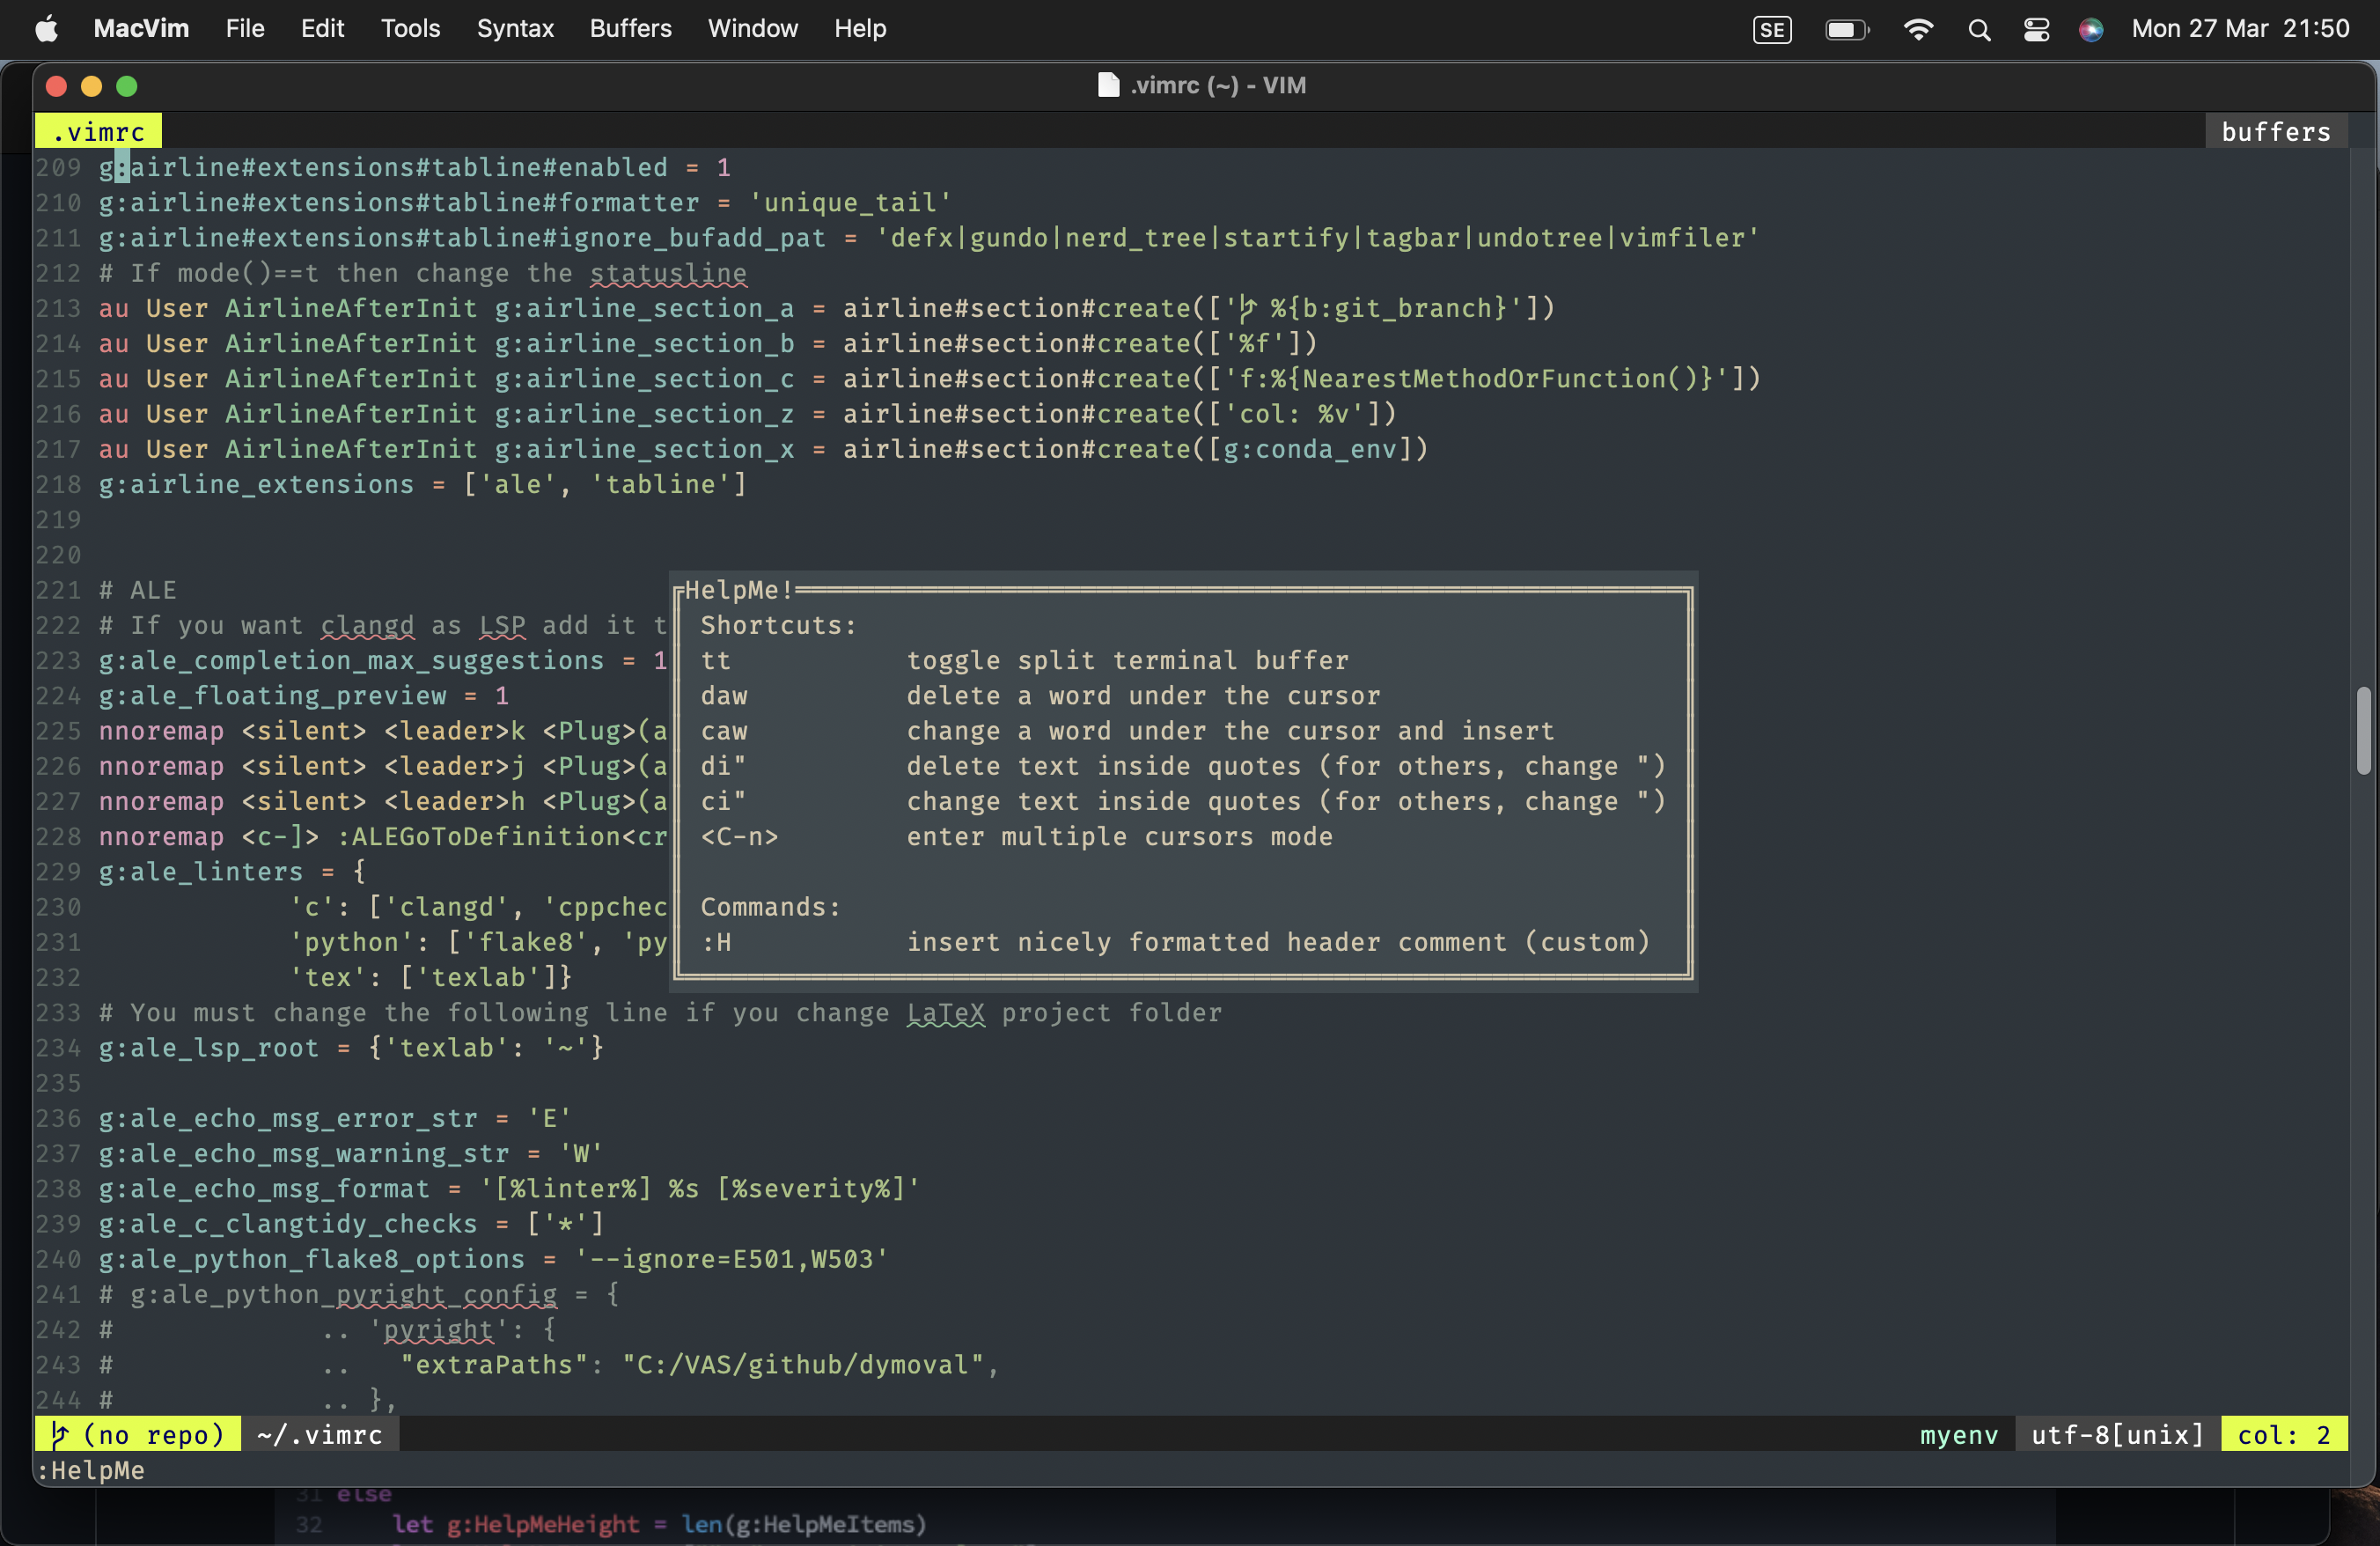 MacVim File Edit Tools Syntax Buffers Window Help SE Mon 27 Mar 21:50
.vimrc (~) - VIM
.vimrc buffers
209 g:airline#extensions#tabline#enabled = 1
210 g:airline#extensions#tabline#formatter = 'unique_tail'
211 g:airline#extensions#tabline#ignore_bufadd_pat = 'defx|gundo|nerd_tree|startify|tagbar|undotree|vimfiler'
212 # If mode()==t then change the statusline
213 au User AirlineAfterInit g:airline_section_a = airline#section#create([' %{b:git_branch}'])
214 au User AirlineAfterInit g:airline_section_b = airline#section#create(['%f'])
215 au User AirlineAfterInit g:airline_section_c = airline#section#create(['f:%{NearestMethodOrFunction()}'])
216 au User AirlineAfterInit g:airline_section_z = airline#section#create(['col: %v'])
217 au User AirlineAfterInit g:airline_section_x = airline#section#create([g:conda_env])
218 g:airline_extensions = ['ale', 'tabline']
219
220
221 # ALE
222 # If you want clangd as LSP add it t
223 g:ale_completion_max_suggestions = 1
224 g:ale_floating_preview = 1
225 nnoremap <silent> <leader>k <Plug>(a
226 nnoremap <silent> <leader>j <Plug>(a
227 nnoremap <silent> <leader>h <Plug>(a
228 nnoremap <c-]> :ALEGoToDefinition<cr
229 g:ale_linters = {
230 'c': ['clangd', 'cppchec
231 'python': ['flake8', 'py
232 'tex': ['texlab']}
HelpMe!
Shortcuts:
tt toggle split terminal buffer
daw delete a word under the cursor
caw change a word under the cursor and insert
di" delete text inside quotes (for others, change ")
ci" change text inside quotes (for others, change ")
<C-n> enter multiple cursors mode
Commands:
:H insert nicely formatted header comment (custom)
233 # You must change the following line if you change LaTeX project folder
234 g:ale_lsp_root = {'texlab': '~'}
235
236 g:ale_echo_msg_error_str = 'E'
237 g:ale_echo_msg_warning_str = 'W'
238 g:ale_echo_msg_format = '[%linter%] %s [%severity%]'
239 g:ale_c_clangtidy_checks = ['*']
240 g:ale_python_flake8_options = '--ignore=E501,W503'
241 # g:ale_python_pyright_config = {
242 # .. 'pyright': {
243 # .. "extraPaths": "C:/VAS/github/dymoval",
244 # .. },
(no repo) ~/.vimrc myenv utf-8[unix] col: 2
:HelpMe
31 else
32 let g:HelpMeHeight = len(g:HelpMeItems)